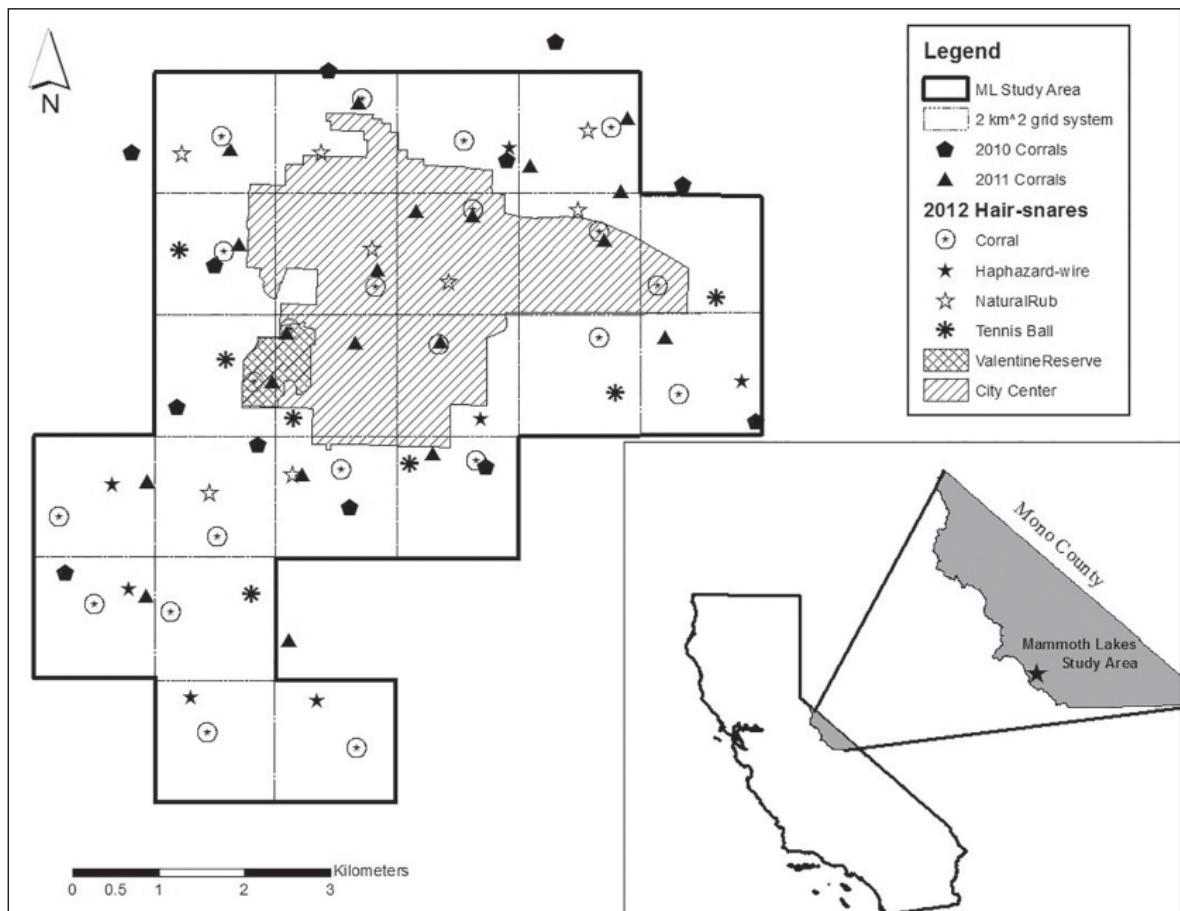 N
Legend
ML Study Area
2 km^2 grid system
2010 Corrals
2011 Corrals
2012 Hair-snares
Corral
Haphazard-wire
NaturalRub
Tennis Ball
ValentineReserve
City Center
Mono County
Mammoth Lakes
Study Area
Kilometers
0 0.5 1 2 3